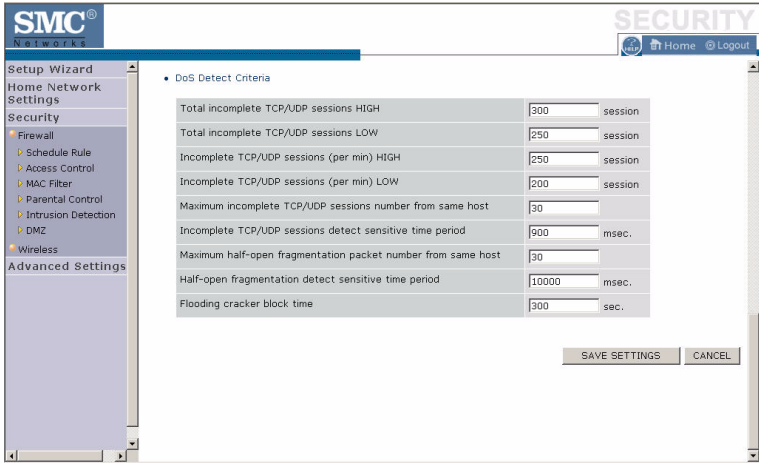 SMC®
Networks
SECURITY
HELP Home Logout
Setup Wizard
Home Network
Settings
Security
Firewall
Schedule Rule
Access Control
MAC Filter
Parental Control
Intrusion Detection
DMZ
Wireless
Advanced Settings
DoS Detect Criteria
Total incomplete TCP/UDP sessions HIGH 300 session
Total incomplete TCP/UDP sessions LOW 250 session
Incomplete TCP/UDP sessions (per min) HIGH 250 session
Incomplete TCP/UDP sessions (per min) LOW 200 session
Maximum incomplete TCP/UDP sessions number from same host 30
Incomplete TCP/UDP sessions detect sensitive time period 900 msec.
Maximum half-open fragmentation packet number from same host 30
Half-open fragmentation detect sensitive time period 10000 msec.
Flooding cracker block time 300 sec.
SAVE SETTINGS CANCEL